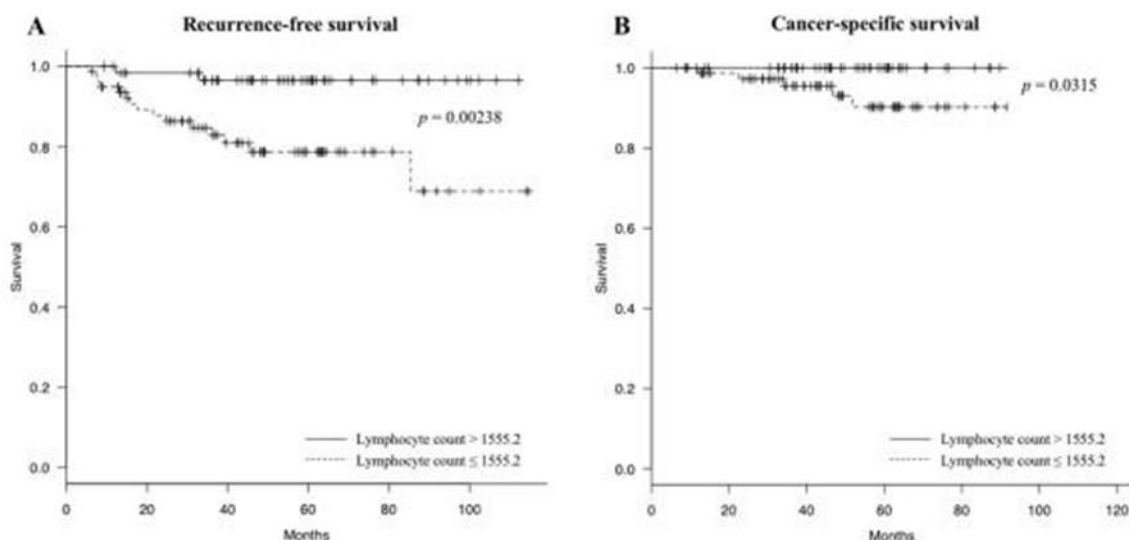 A
Recurrence-free survival
1.0
0.8
0.6
0.4
0.2
0.0
Survival
p = 0.00238
Lymphocyte count > 1555.2
Lymphocyte count ≤ 1555.2
0 20 40 60 80 100
Months
B
Cancer-specific survival
1.0
0.8
0.6
0.4
0.2
0.0
Survival
p = 0.0315
Lymphocyte count > 1555.2
Lymphocyte count ≤ 1555.2
0 20 40 60 80 100 120
Months